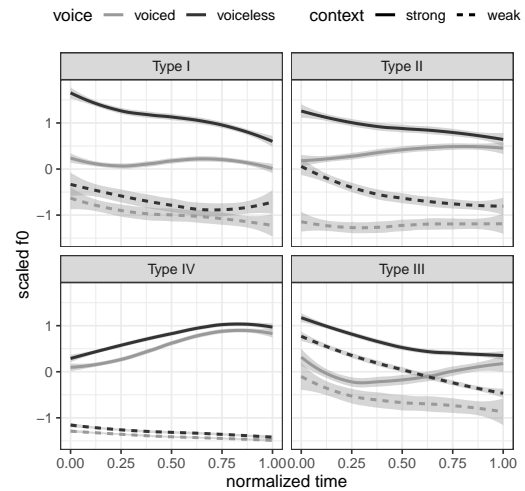 voice voiced voiceless context strong weak
Type I Type II
1
0
−1
Type IV Type III
1
0
−1
0.00 0.25 0.50 0.75 1.00 0.00 0.25 0.50 0.75 1.00
normalized time
scaled f0